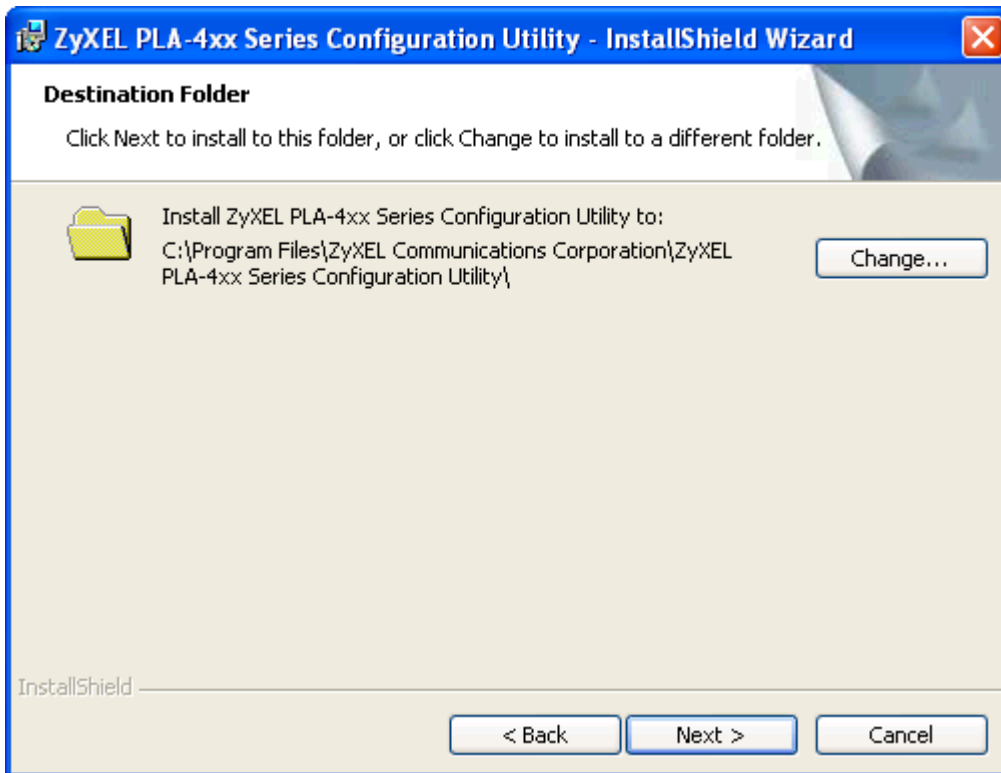 ZyXEL PLA-4xx Series Configuration Utility - InstallShield Wizard
Destination Folder
Click Next to install to this folder, or click Change to install to a different folder.
Install ZyXEL PLA-4xx Series Configuration Utility to:
C:\Program Files\ZyXEL Communications Corporation\ZyXEL
PLA-4xx Series Configuration Utility\
Change...
InstallShield
< Back
Next >
Cancel